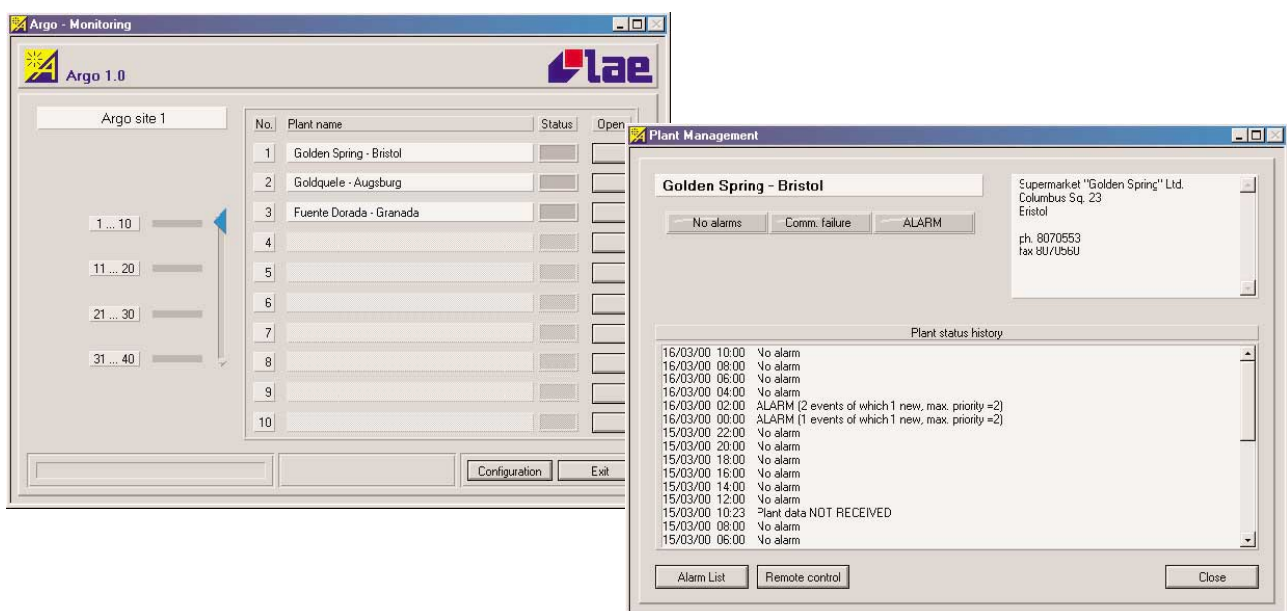 Argo - Monitoring
Argo 1.0
lae
Argo site 1
1 ... 10
11 ... 20
21 ... 30
31 ... 40
No. Plant name Status Open
1 Golden Spring - Bristol
2 Goldquele - Augsburg
3 Fuente Dorada - Granada
4
5
6
7
8
9
10
Configuration Exit
Plant Management
Golden Spring - Bristol
No alarms Comm. failure ALARM
Supermarket "Golden Spring" Ltd.
Columbus Sq. 23
Bristol
ph. 8070553
fax 8070560
Plant status history
16/03/00 10:00 No alarm
16/03/00 08:00 No alarm
16/03/00 06:00 No alarm
16/03/00 04:00 No alarm
16/03/00 02:00 ALARM (2 events of which 1 new, max. priority =2)
16/03/00 00:00 ALARM (1 events of which 1 new, max. priority =2)
15/03/00 22:00 No alarm
15/03/00 20:00 No alarm
15/03/00 18:00 No alarm
15/03/00 16:00 No alarm
15/03/00 14:00 No alarm
15/03/00 12:00 No alarm
15/03/00 10:23 Plant data NOT RECEIVED
15/03/00 08:00 No alarm
15/03/00 06:00 No alarm
Alarm List Remote control Close